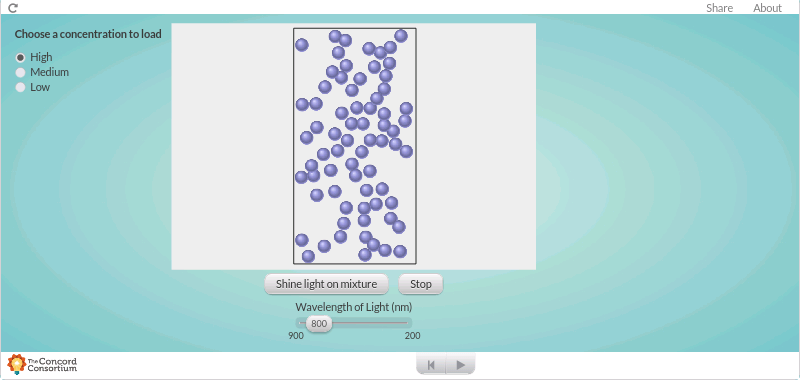 Share About
Choose a concentration to load
High
Medium
Low
Shine light on mixture Stop
Wavelength of Light (nm)
800
900 200
The Concord
Consortium